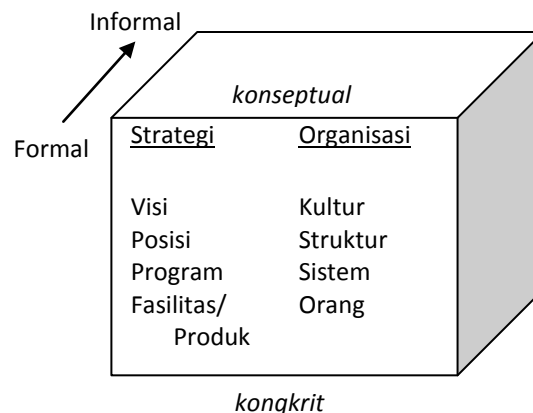 Informal
konseptual
Formal
Strategi Organisasi
Visi Kultur
Posisi Struktur
Program Sistem
Fasilitas/ Orang
Produk
kongkrit